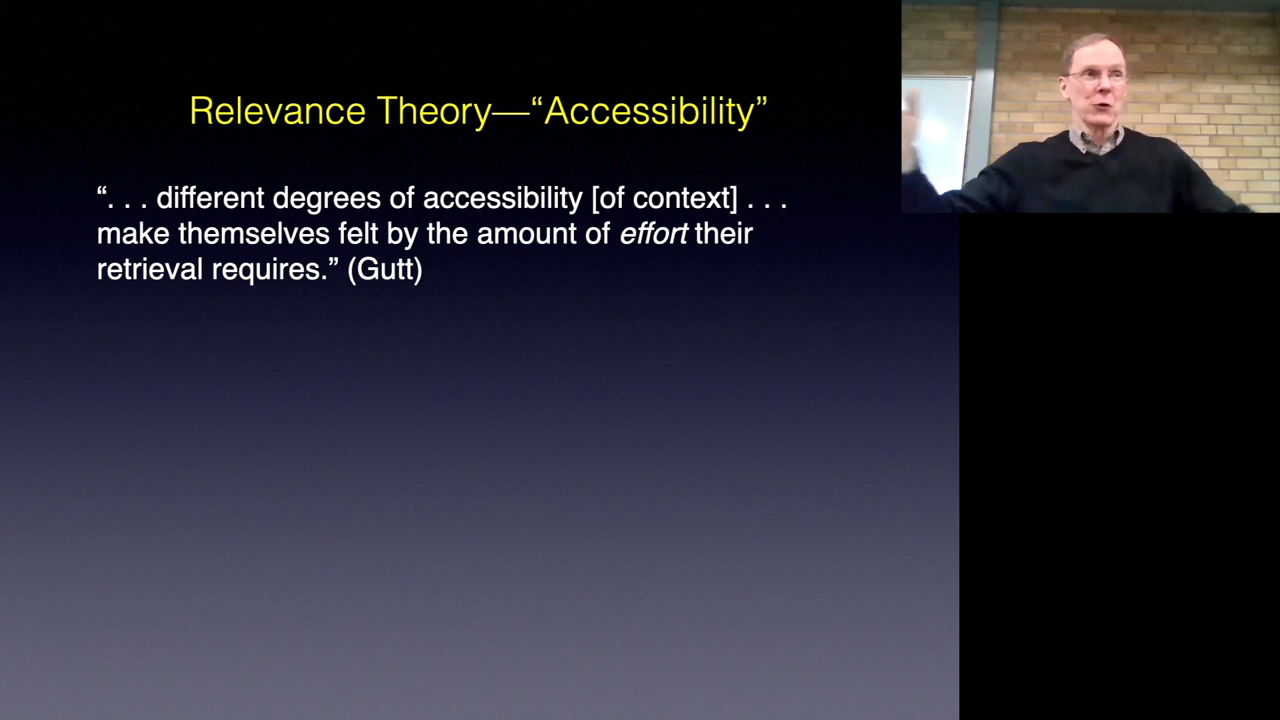 Relevance Theory—“Accessibility”
“. . . different degrees of accessibility [of context] . . .
make themselves felt by the amount of effort their
retrieval requires.” (Gutt)